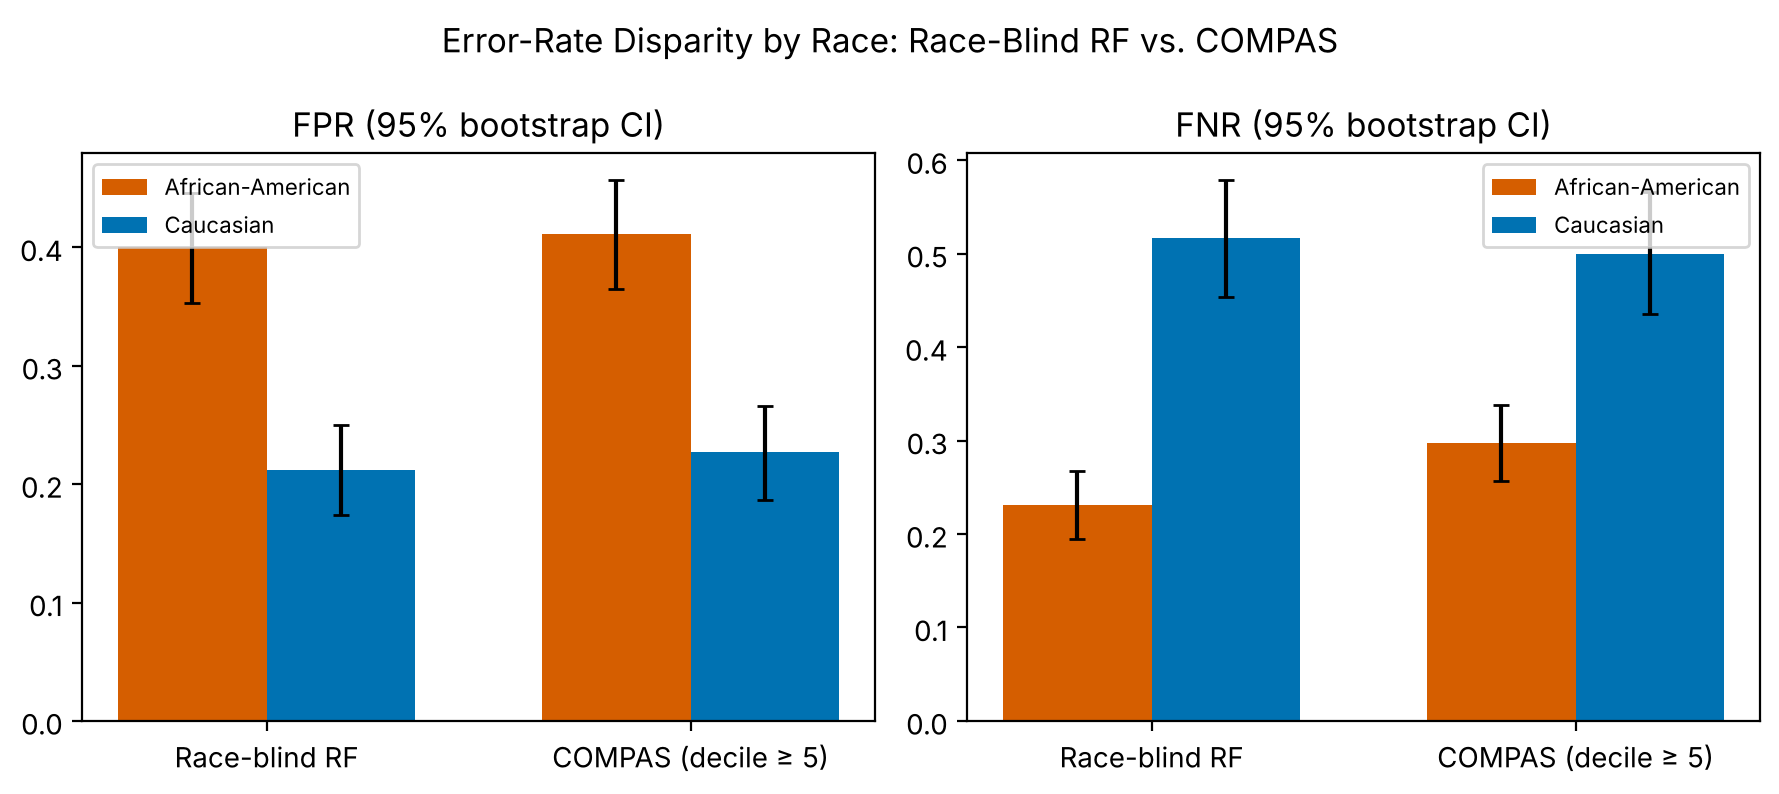 Error-Rate Disparity by Race: Race-Blind RF vs. COMPAS
FPR (95% bootstrap CI)
African-American
Caucasian
0.4
0.3
0.2
0.1
0.0
Race-blind RF
COMPAS (decile ≥ 5)
FNR (95% bootstrap CI)
African-American
Caucasian
0.6
0.5
0.4
0.3
0.2
0.1
0.0
Race-blind RF
COMPAS (decile ≥ 5)